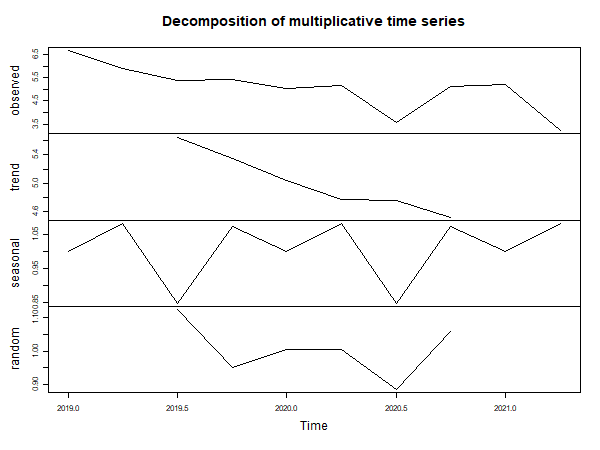 Decomposition of multiplicative time series
observed
6.5
5.5
4.5
3.5
trend
5.4
5.0
4.6
seasonal
1.05
0.95
0.85
random
1.10
1.00
0.90
2019.0 2019.5 2020.0 2020.5 2021.0
Time